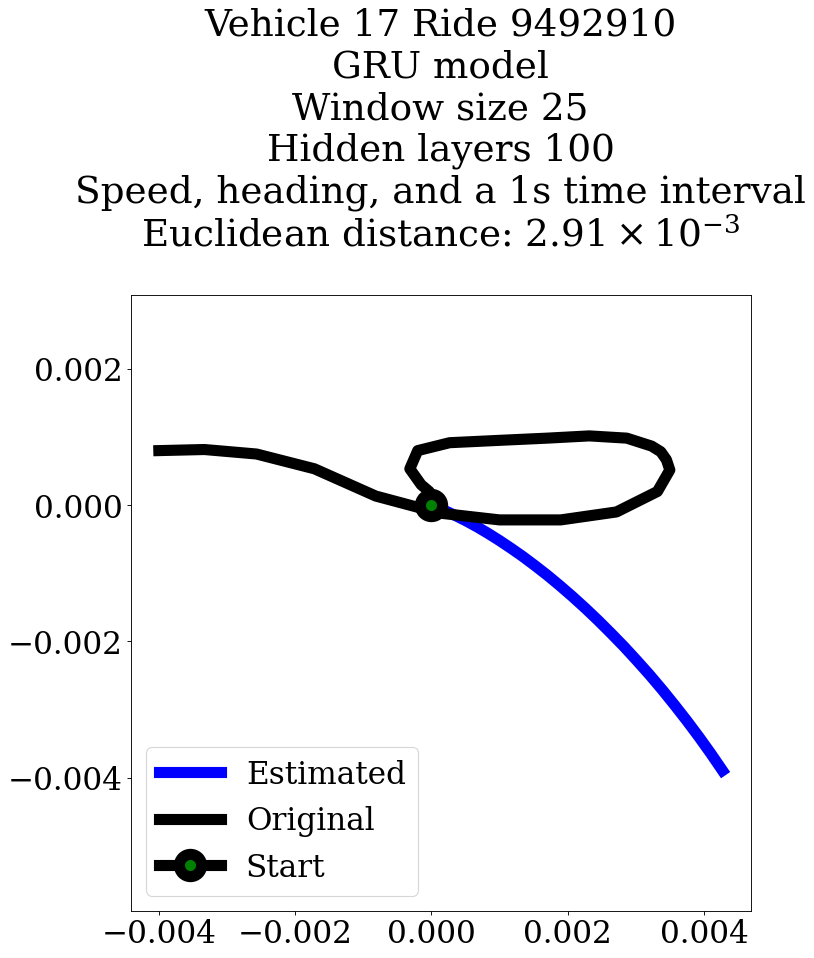 Vehicle 17 Ride 9492910
GRU model
Window size 25
Hidden layers 100
Speed, heading, and a 1s time interval
Euclidean distance: 2.91 × 10⁻³
0.002
0.000
−0.002
−0.004
Estimated
Original
Start
−0.004 −0.002 0.000 0.002 0.004